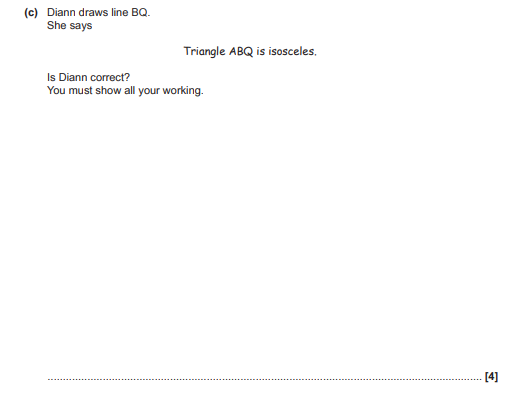 (c) Diann draws line BQ.
She says
Triangle ABQ is isosceles.
Is Diann correct?
You must show all your working.
................................................................................................................................................ [4]